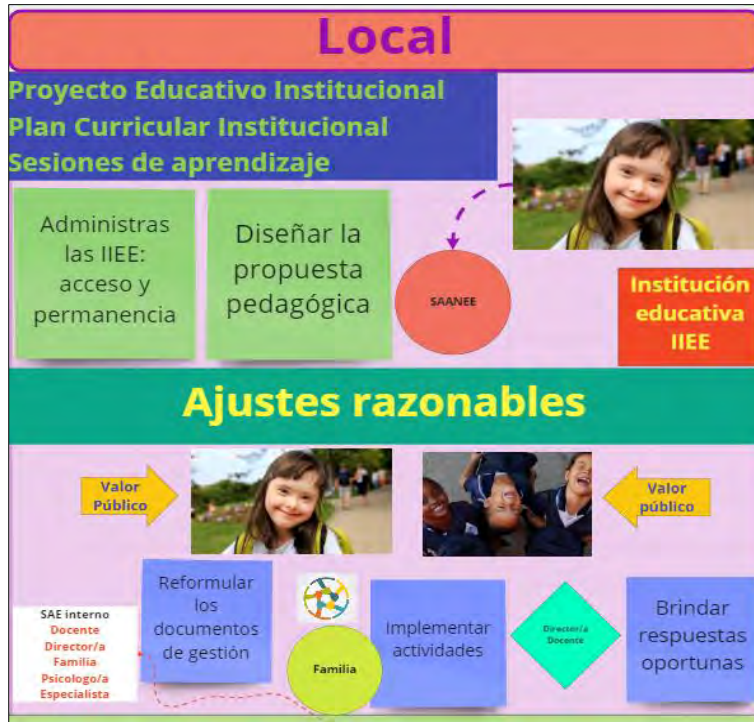 Local
Proyecto Educativo Institucional
Plan Curricular Institucional
Sesiones de aprendizaje
Administras
las IIEE:
acceso y
permanencia
Diseñar la
propuesta
pedagógica
SAANEE
Institución
educativa
IIEE
Ajustes razonables
Valor
Público
Valor
público
SAE interno
Docente
Director/a
Familia
Psicologo/a
Especialista
Reformular
los
documentos
de gestión
Familia
Implementar
actividades
Director/a
Docente
Brindar
respuestas
oportunas